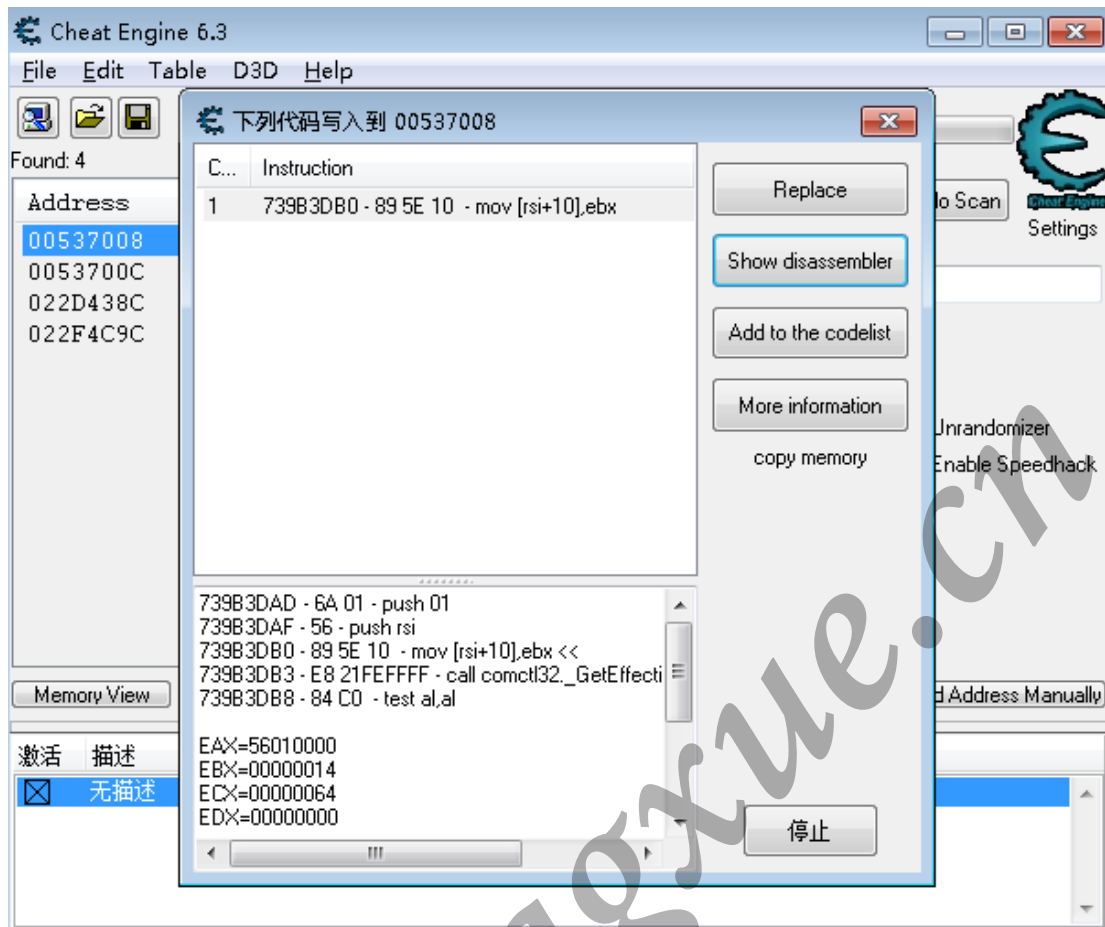 Cheat Engine 6.3
File Edit Table D3D Help
下列代码写入到 00537008
Found: 4
C... Instruction
Address
1 739B3DB0 - 89 5E 10 - mov [rsi+10],ebx
00537008
0053700C
022D438C
022F4C9C
Replace
Show disassembler
Add to the codelist
More information
copy memory
Scan
Cheat Engine
Settings
Unrandomizer
Enable Speedhack
739B3DAD - 6A 01 - push 01
739B3DAF - 56 - push rsi
739B3DB0 - 89 5E 10 - mov [rsi+10],ebx <<
739B3DB3 - E8 21FEFFFF - call comctl32._GetEffecti
739B3DB8 - 84 C0 - test al,al
EAX=56010000
EBX=00000014
ECX=00000064
EDX=00000000
停止
Memory View
d Address Manually
激活 描述
无描述
gxue.cn